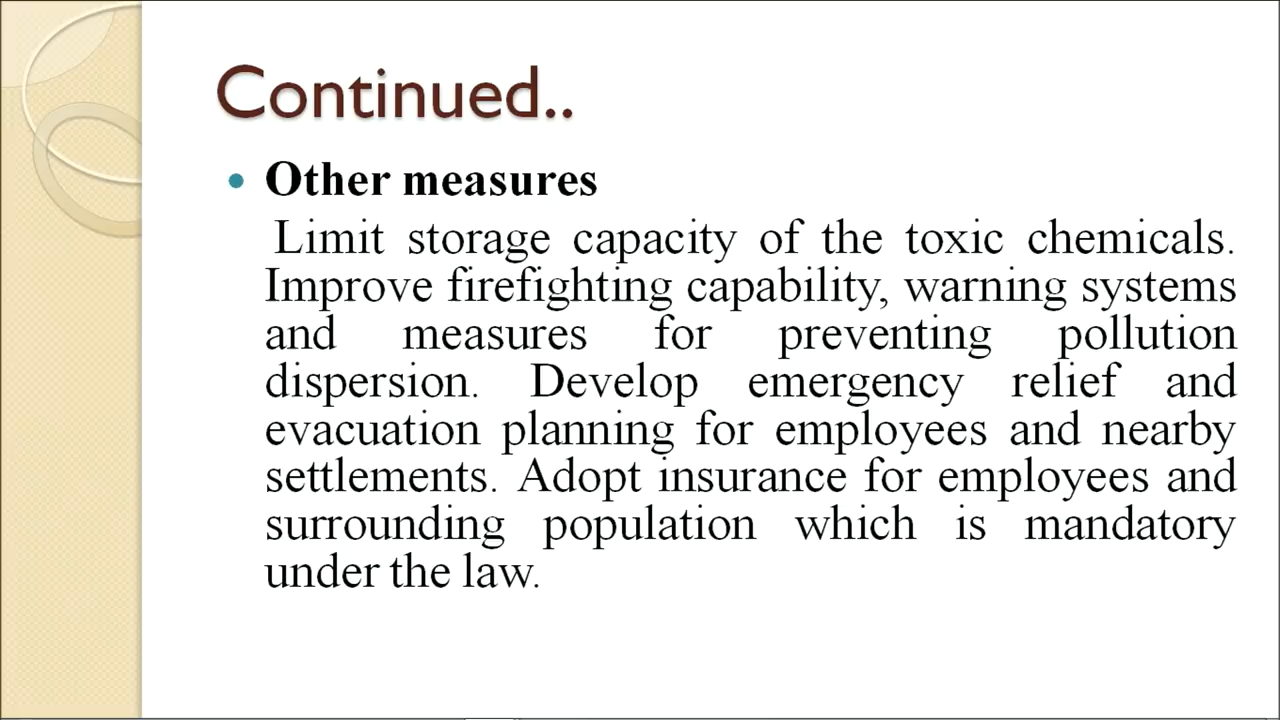 Continued..
• Other measures
Limit storage capacity of the toxic chemicals.
Improve firefighting capability, warning systems
and measures for preventing pollution
dispersion. Develop emergency relief and
evacuation planning for employees and nearby
settlements. Adopt insurance for employees and
surrounding population which is mandatory
under the law.